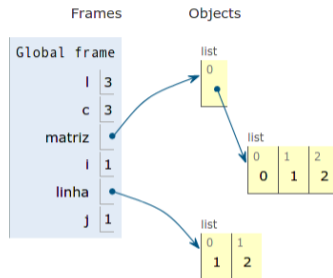 Frames Objects
Global frame
l 3
c 3
matriz
i 1
linha
j 1
list
0
list
0 1 2
0 1 2
list
0 1
1 2